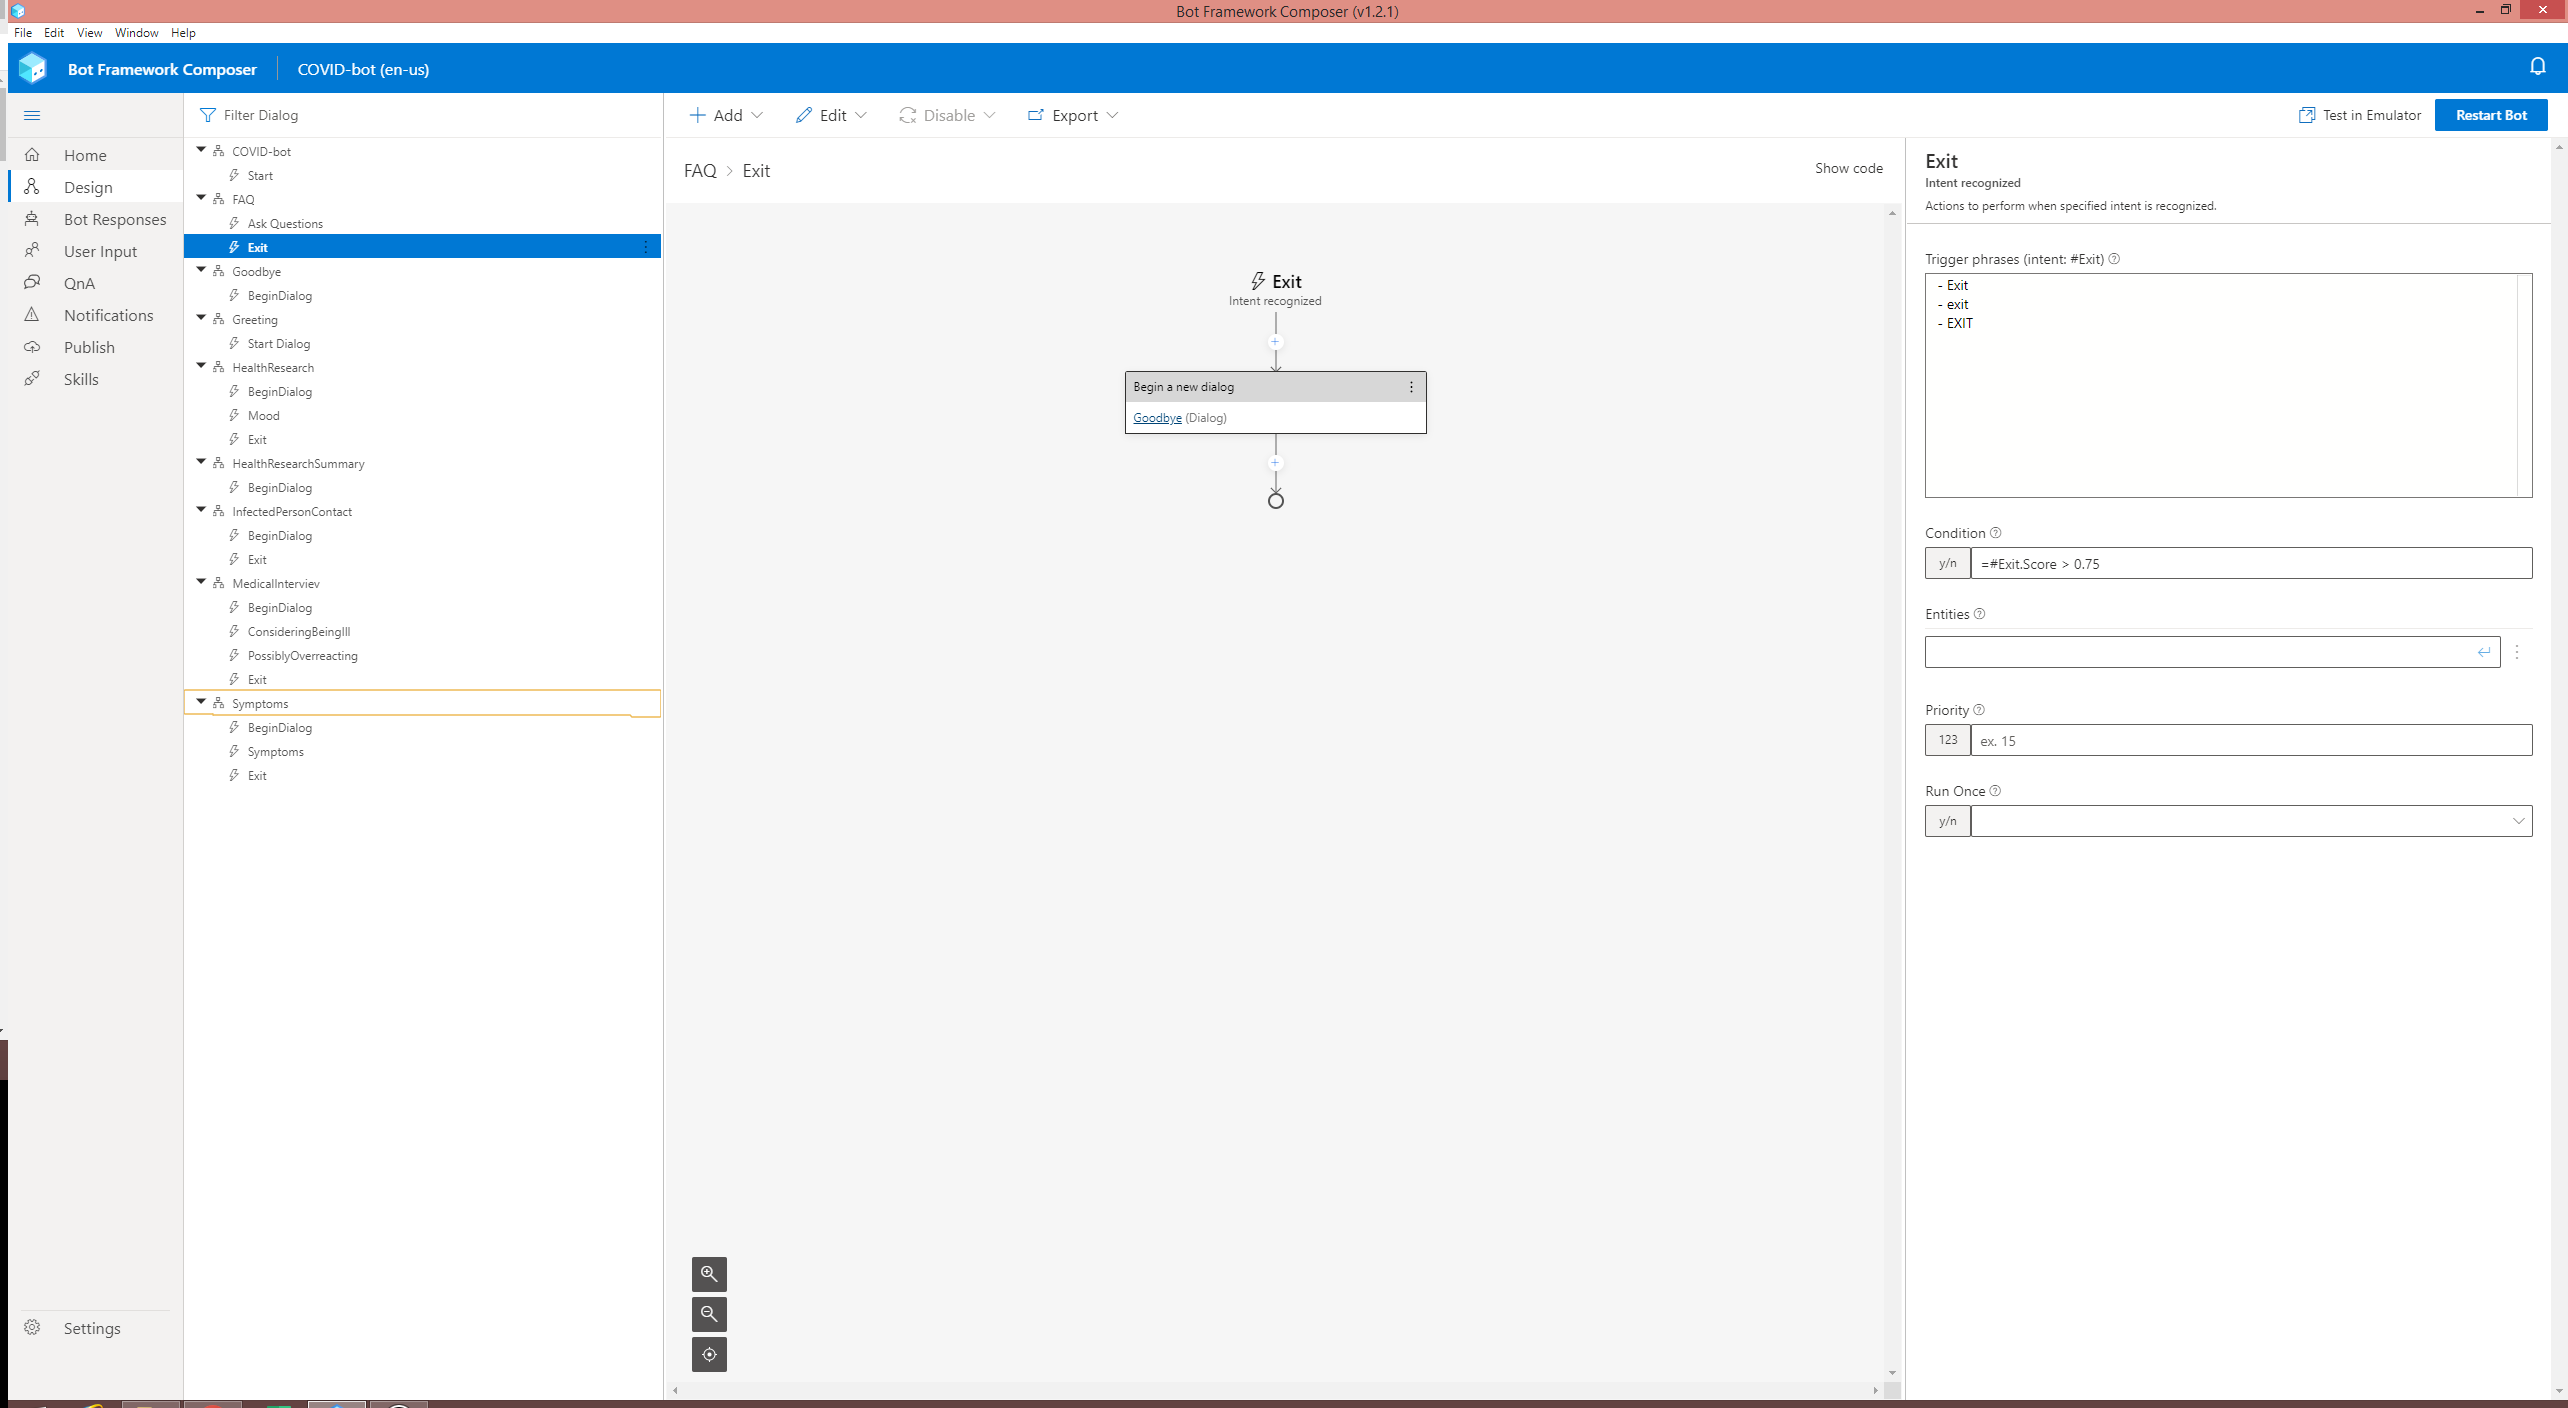 Bot Framework Composer (v1.2.1)
File Edit View Window Help
Bot Framework Composer COVID-bot (en-us)
Home
Design
Bot Responses
User Input
QnA
Notifications
Publish
Skills
Settings
Filter Dialog
COVID-bot
Start
FAQ
Ask Questions
Exit
Goodbye
BeginDialog
Greeting
Start Dialog
HealthResearch
BeginDialog
Mood
Exit
HealthResearchSummary
BeginDialog
InfectedPersonContact
BeginDialog
Exit
MedicalInterviev
BeginDialog
ConsideringBeingIll
PossiblyOverreacting
Exit
Symptoms
BeginDialog
Symptoms
Exit
Add Edit Disable Export Test in Emulator Restart Bot
FAQ > Exit Show code
Exit
Intent recognized
Begin a new dialog
Goodbye (Dialog)
Exit
Intent recognized
Actions to perform when specified intent is recognized.
Trigger phrases (intent: #Exit)
- Exit
- exit
- EXIT
Condition
y/n =#Exit.Score > 0.75
Entities
Priority
123 ex. 15
Run Once
y/n